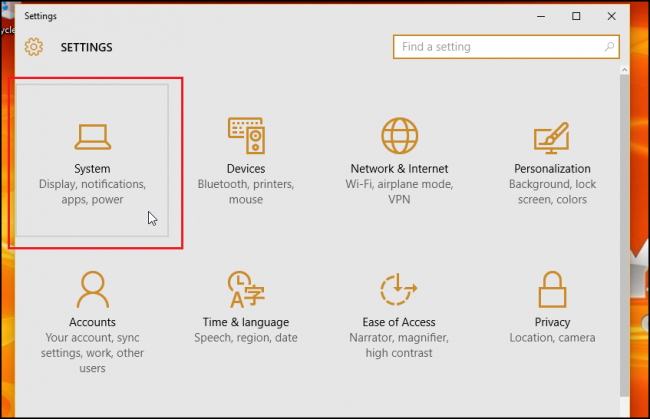 Settings
SETTINGS
Find a setting
System
Display, notifications,
apps, power
Devices
Bluetooth, printers,
mouse
Network & Internet
Wi-Fi, airplane mode,
VPN
Personalization
Background, lock
screen, colors
Accounts
Your account, sync
settings, work, other
users
Time & language
Speech, region, date
Ease of Access
Narrator, magnifier,
high contrast
Privacy
Location, camera